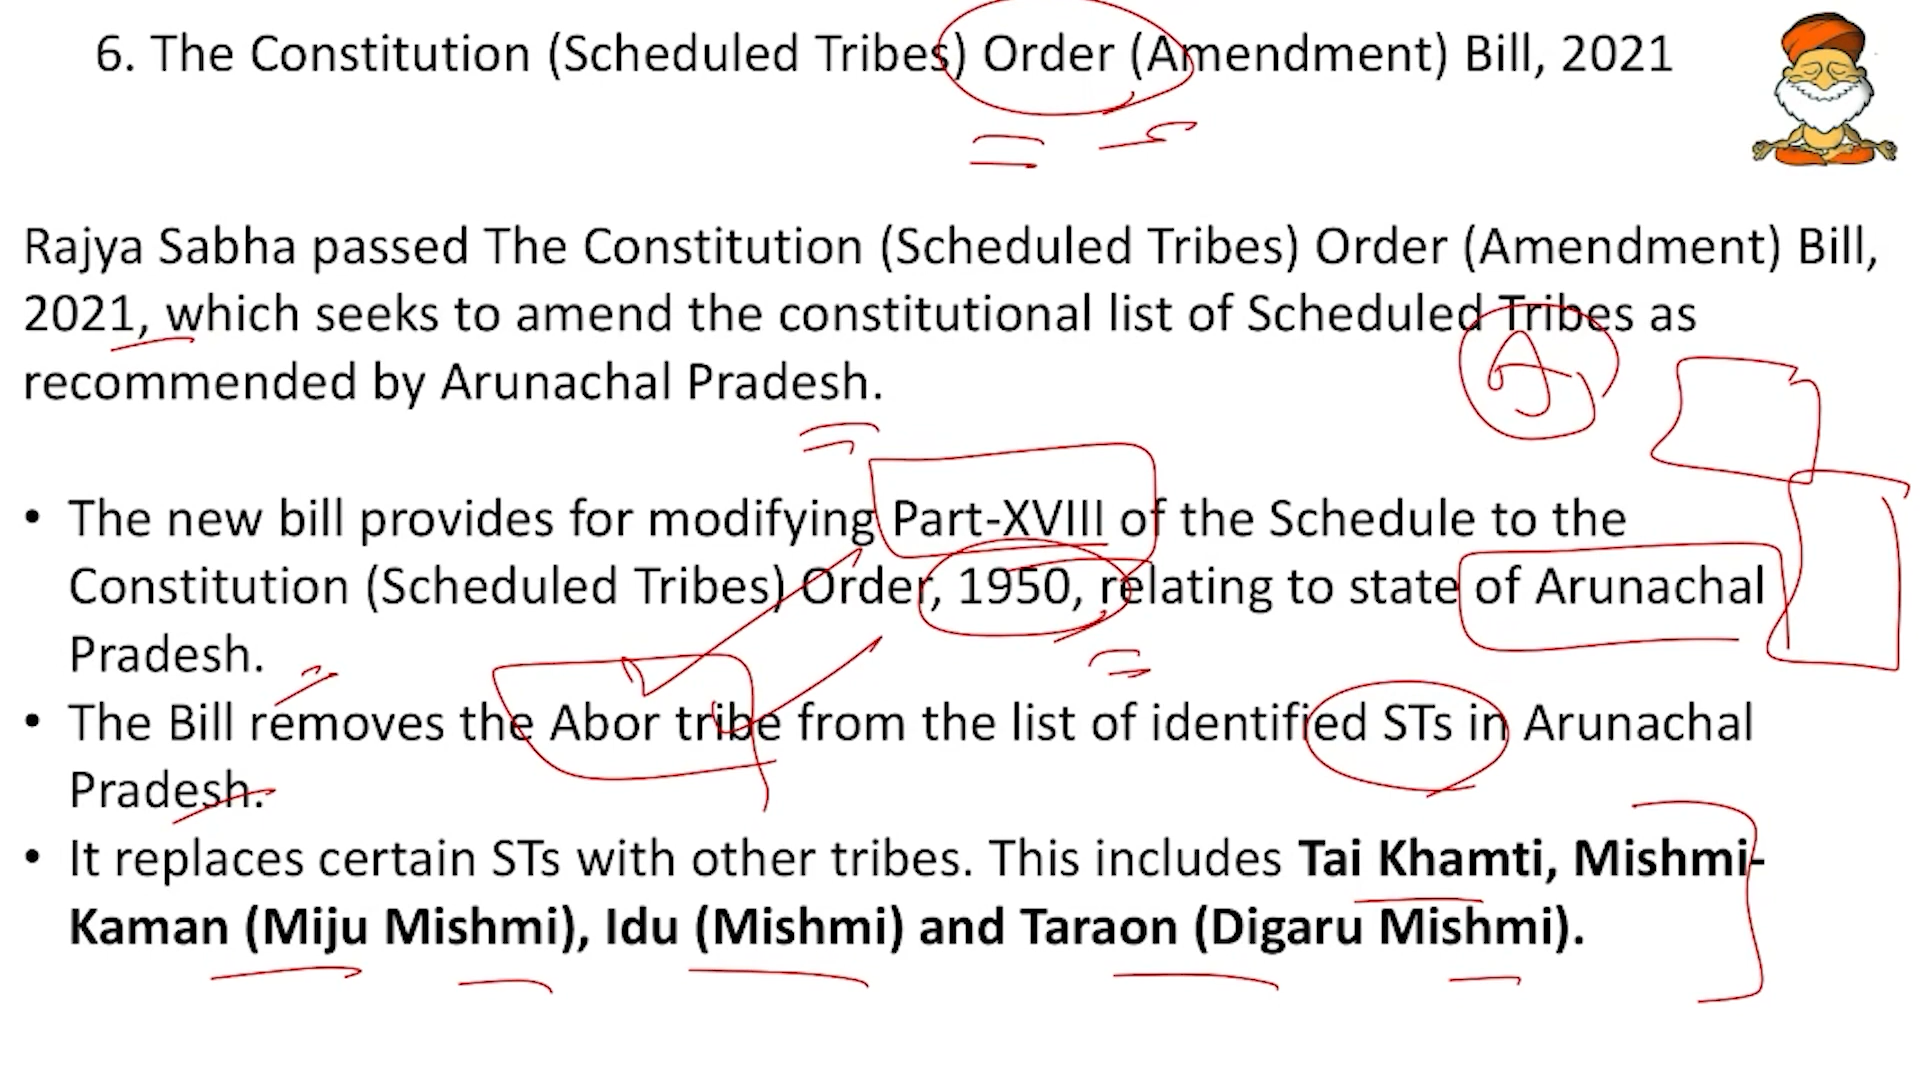 6. The Constitution (Scheduled Tribes) Order (Amendment) Bill, 2021
Rajya Sabha passed The Constitution (Scheduled Tribes) Order (Amendment) Bill,
2021, which seeks to amend the constitutional list of Scheduled Tribes as
recommended by Arunachal Pradesh.
• The new bill provides for modifying Part-XVIII of the Schedule to the
Constitution (Scheduled Tribes) Order, 1950, relating to state of Arunachal
Pradesh.
• The Bill removes the Abor tribe from the list of identified STs in Arunachal
Pradesh.
• It replaces certain STs with other tribes. This includes Tai Khamti, Mishmi-
Kaman (Miju Mishmi), Idu (Mishmi) and Taraon (Digaru Mishmi).